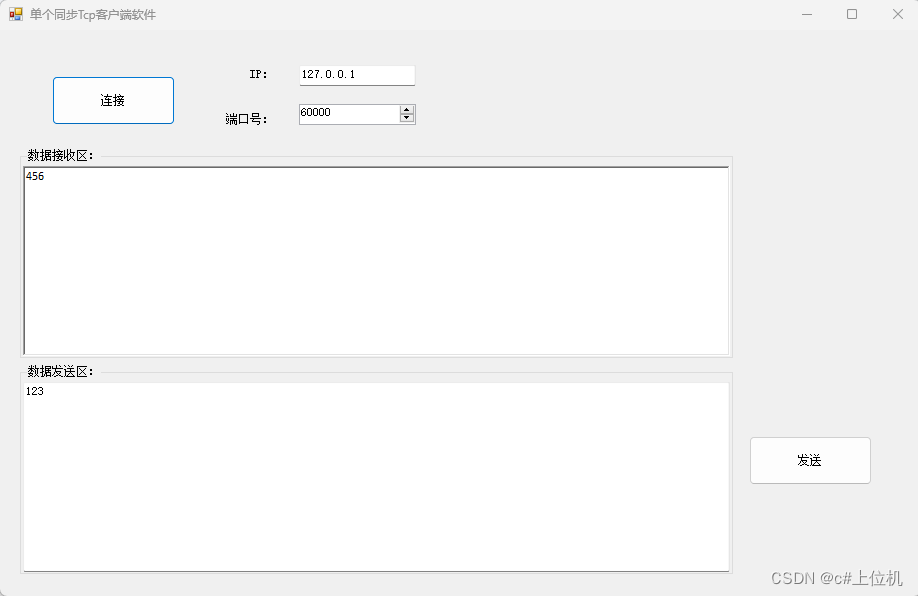 单个同步Tcp客户端软件
连接
IP:
127.0.0.1
端口号:
60000
数据接收区:
456
数据发送区:
123
发送
CSDN @c#上位机